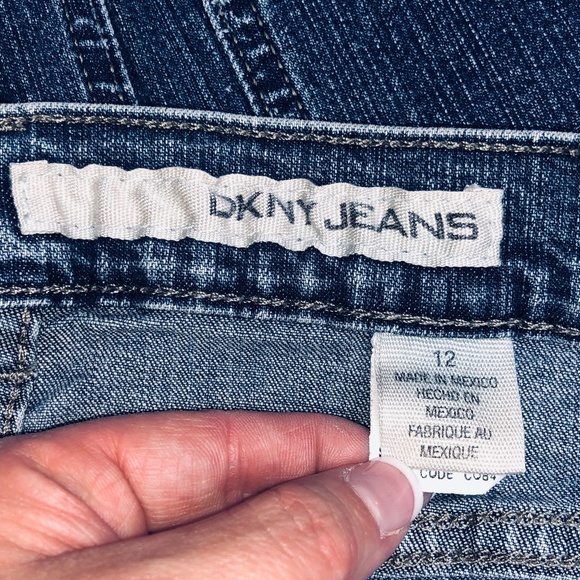 DKNY JEANS
12
MADE IN MEXICO
HECHO EN
MEXICO
FABRIQUE AU
MEXIQUE
CODE C084